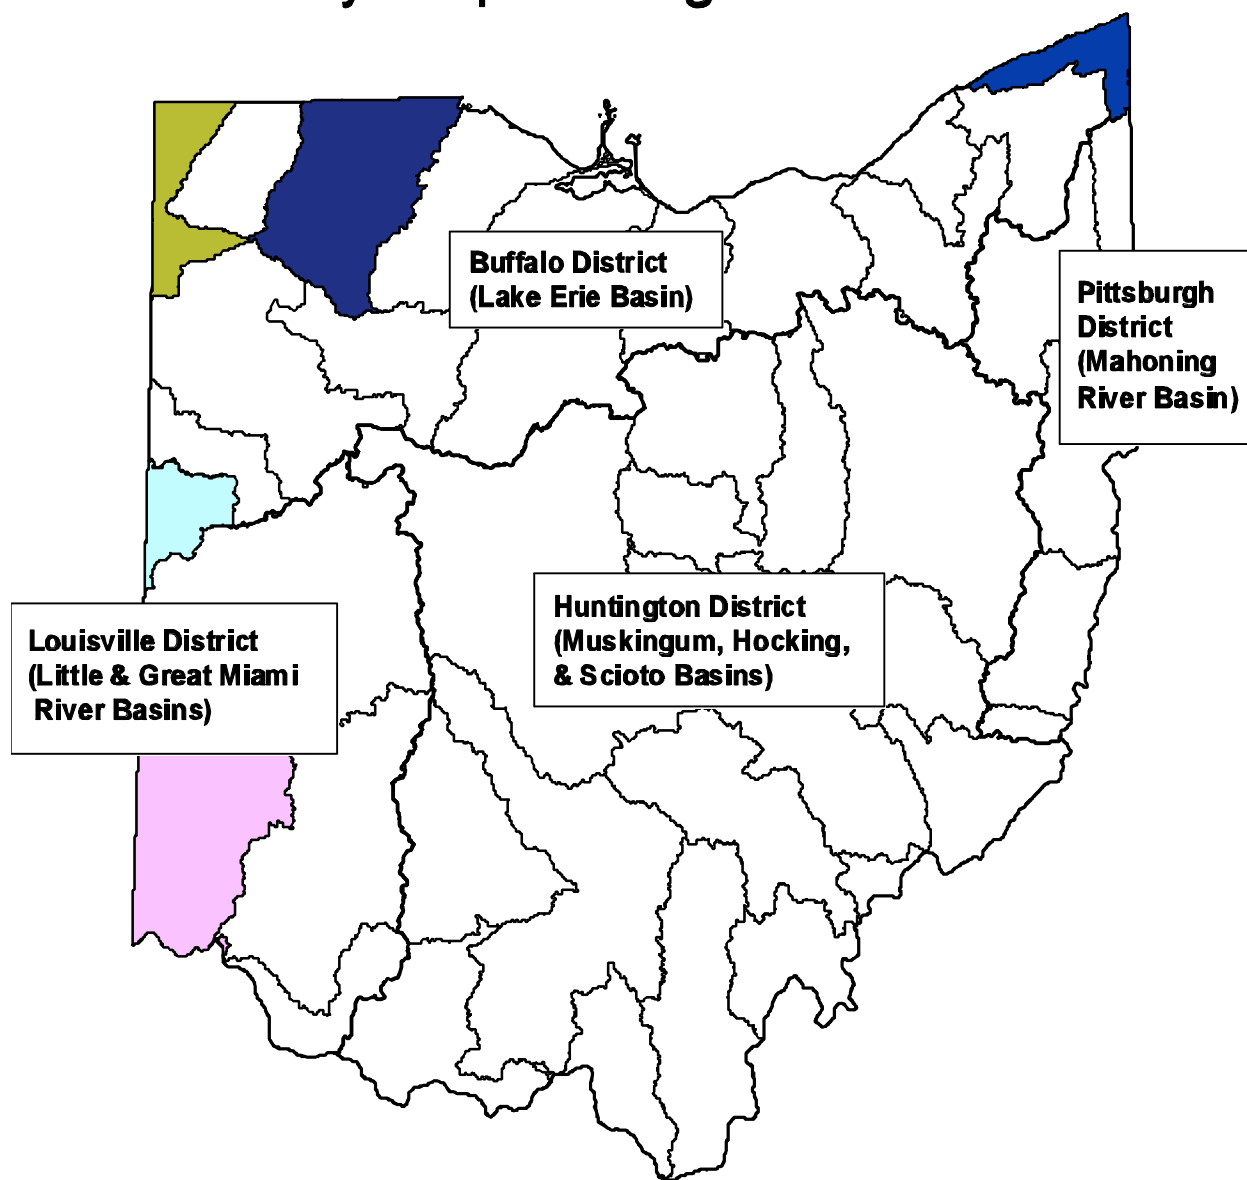 Buffalo District
(Lake Erie Basin)
Pittsburgh
District
(Mahoning
River Basin)
Huntington District
(Muskingum, Hocking,
& Scioto Basins)
Louisville District
(Little & Great Miami
River Basins)